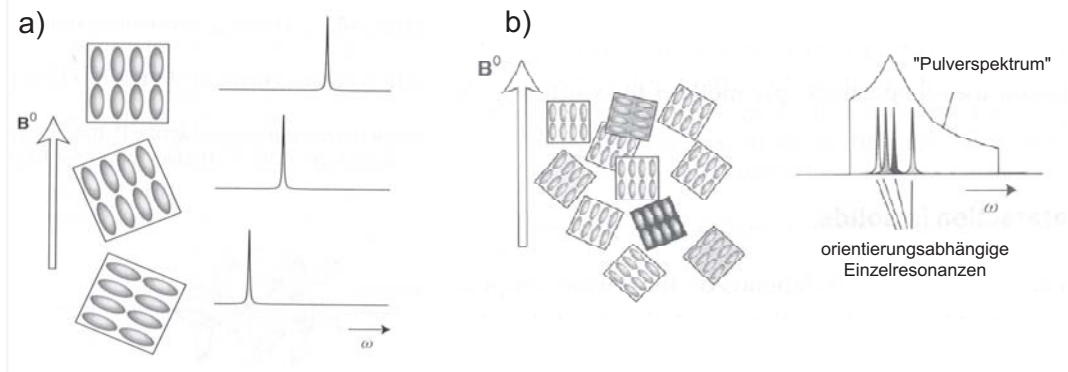 a)
B⁰
ω
b)
B⁰
"Pulverspektrum"
ω
orientierungsabhängige
Einzelresonanzen